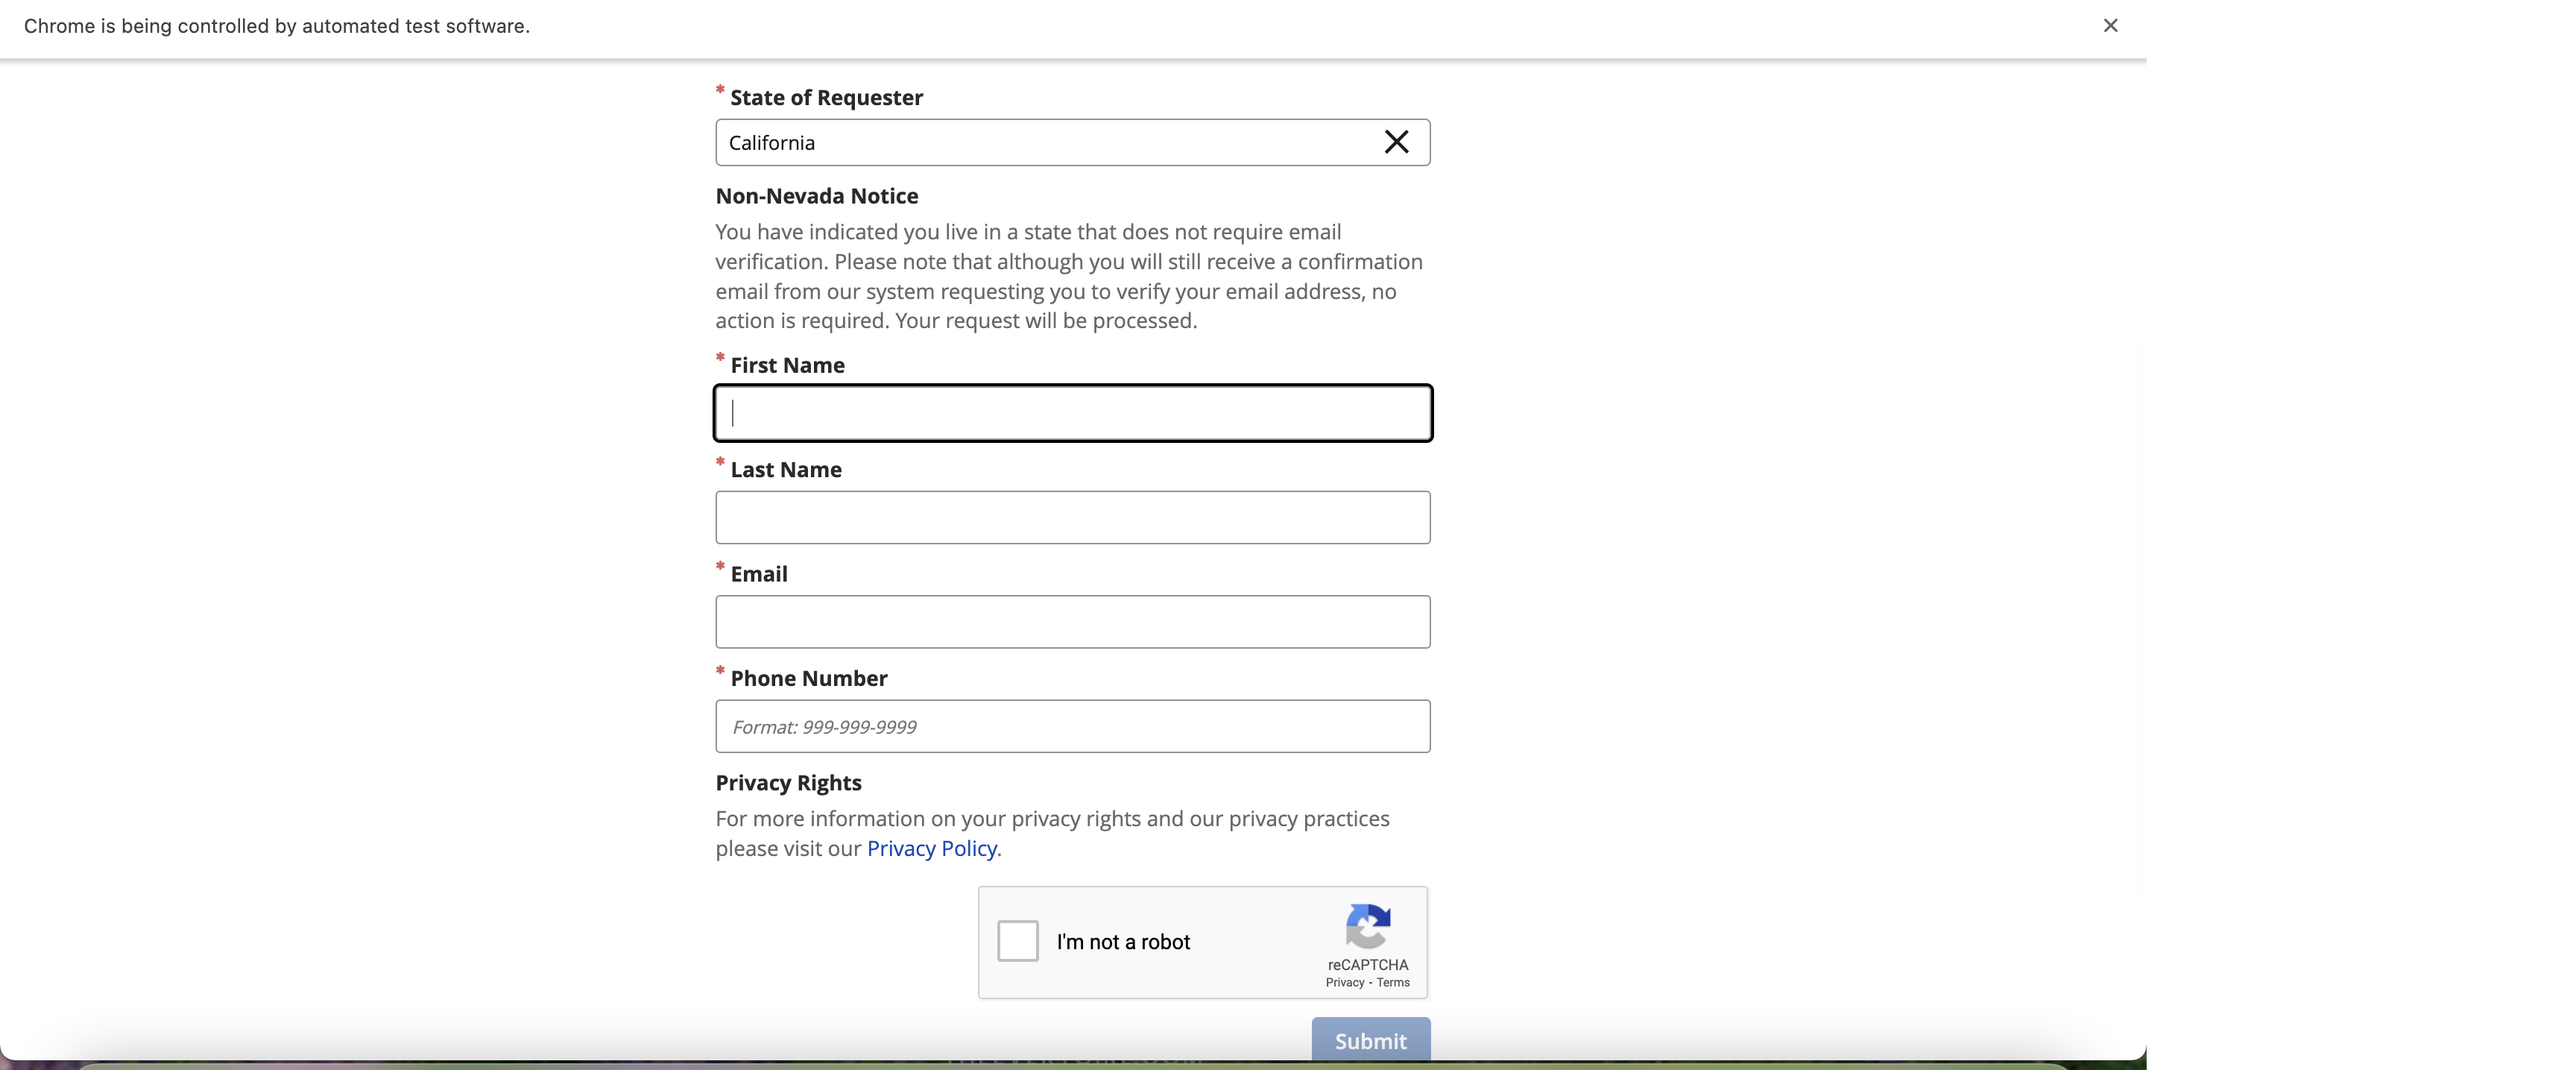 Chrome is being controlled by automated test software.
* State of Requester
California
Non-Nevada Notice
You have indicated you live in a state that does not require email
verification. Please note that although you will still receive a confirmation
email from our system requesting you to verify your email address, no
action is required. Your request will be processed.
* First Name
* Last Name
* Email
* Phone Number
Format: 999-999-9999
Privacy Rights
For more information on your privacy rights and our privacy practices
please visit our Privacy Policy.
I'm not a robot
reCAPTCHA
Privacy - Terms
Submit